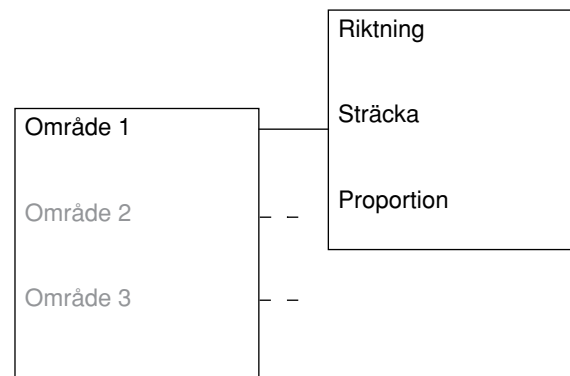 Riktning
Sträcka
Proportion
Område 1
Område 2
Område 3